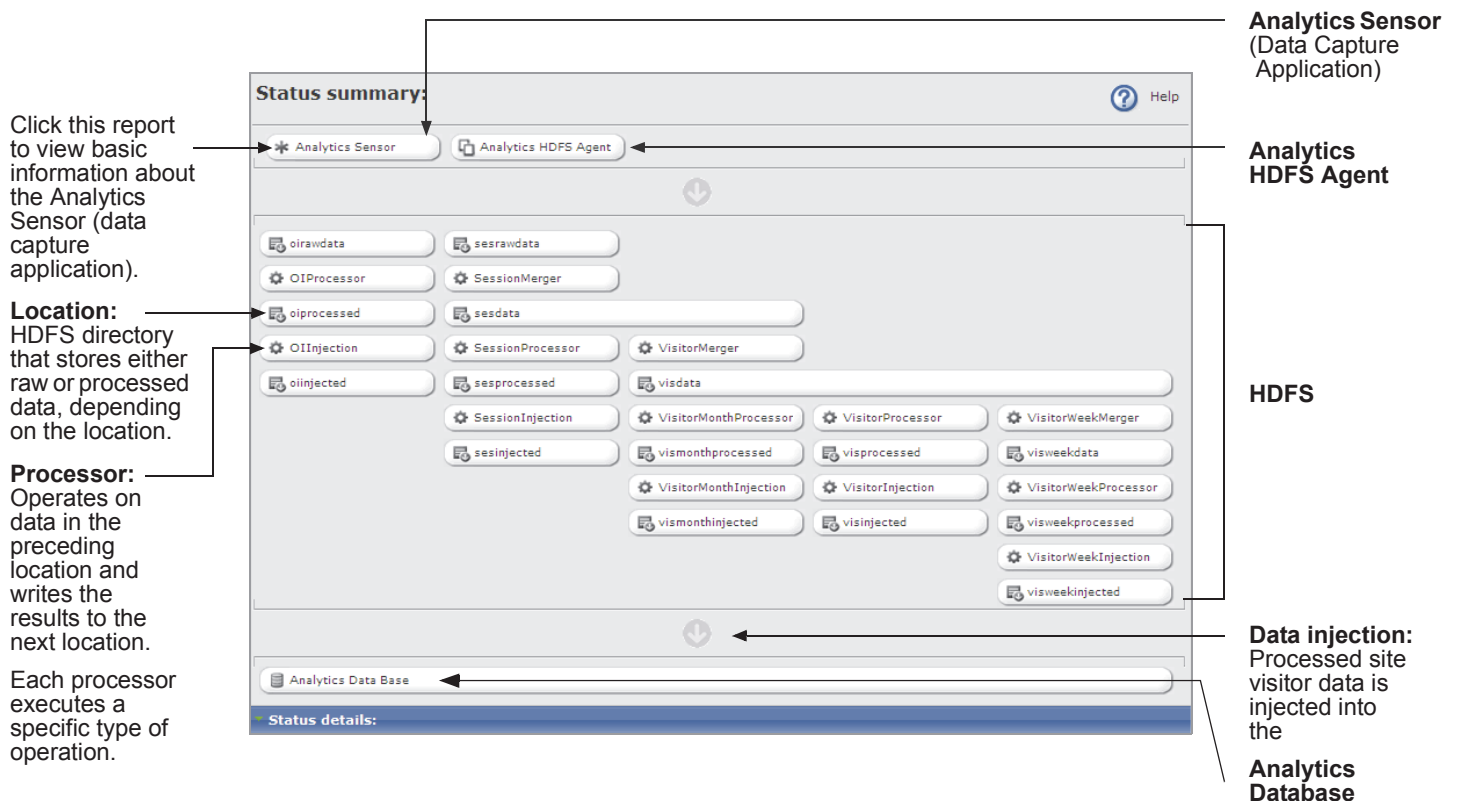 Click this report
to view basic
information about
the Analytics
Sensor (data
capture
application).
Location:
HDFS directory
that stores either
raw or processed
data, depending
on the location.
Processor:
Operates on
data in the
preceding
location and
writes the
results to the
next location.
Each processor
executes a
specific type of
operation.
Status summary:
Help
Analytics Sensor
Analytics HDFS Agent
oirawdata
sesrawdata
OIProcessor
SessionMerger
oiprocessed
sesdata
OIInjection
SessionProcessor
VisitorMerger
oiinjected
sesprocessed
visdata
SessionInjection
VisitorMonthProcessor
VisitorProcessor
VisitorWeekMerger
sesinjected
vismonthprocessed
visprocessed
visweekdata
VisitorMonthInjection
VisitorInjection
VisitorWeekProcessor
vismonthinjected
visinjected
visweekprocessed
VisitorWeekInjection
visweekinjected
Analytics Data Base
Status details:
Analytics Sensor
(Data Capture
Application)
Analytics
HDFS Agent
HDFS
Data injection:
Processed site
visitor data is
injected into
the
Analytics
Database